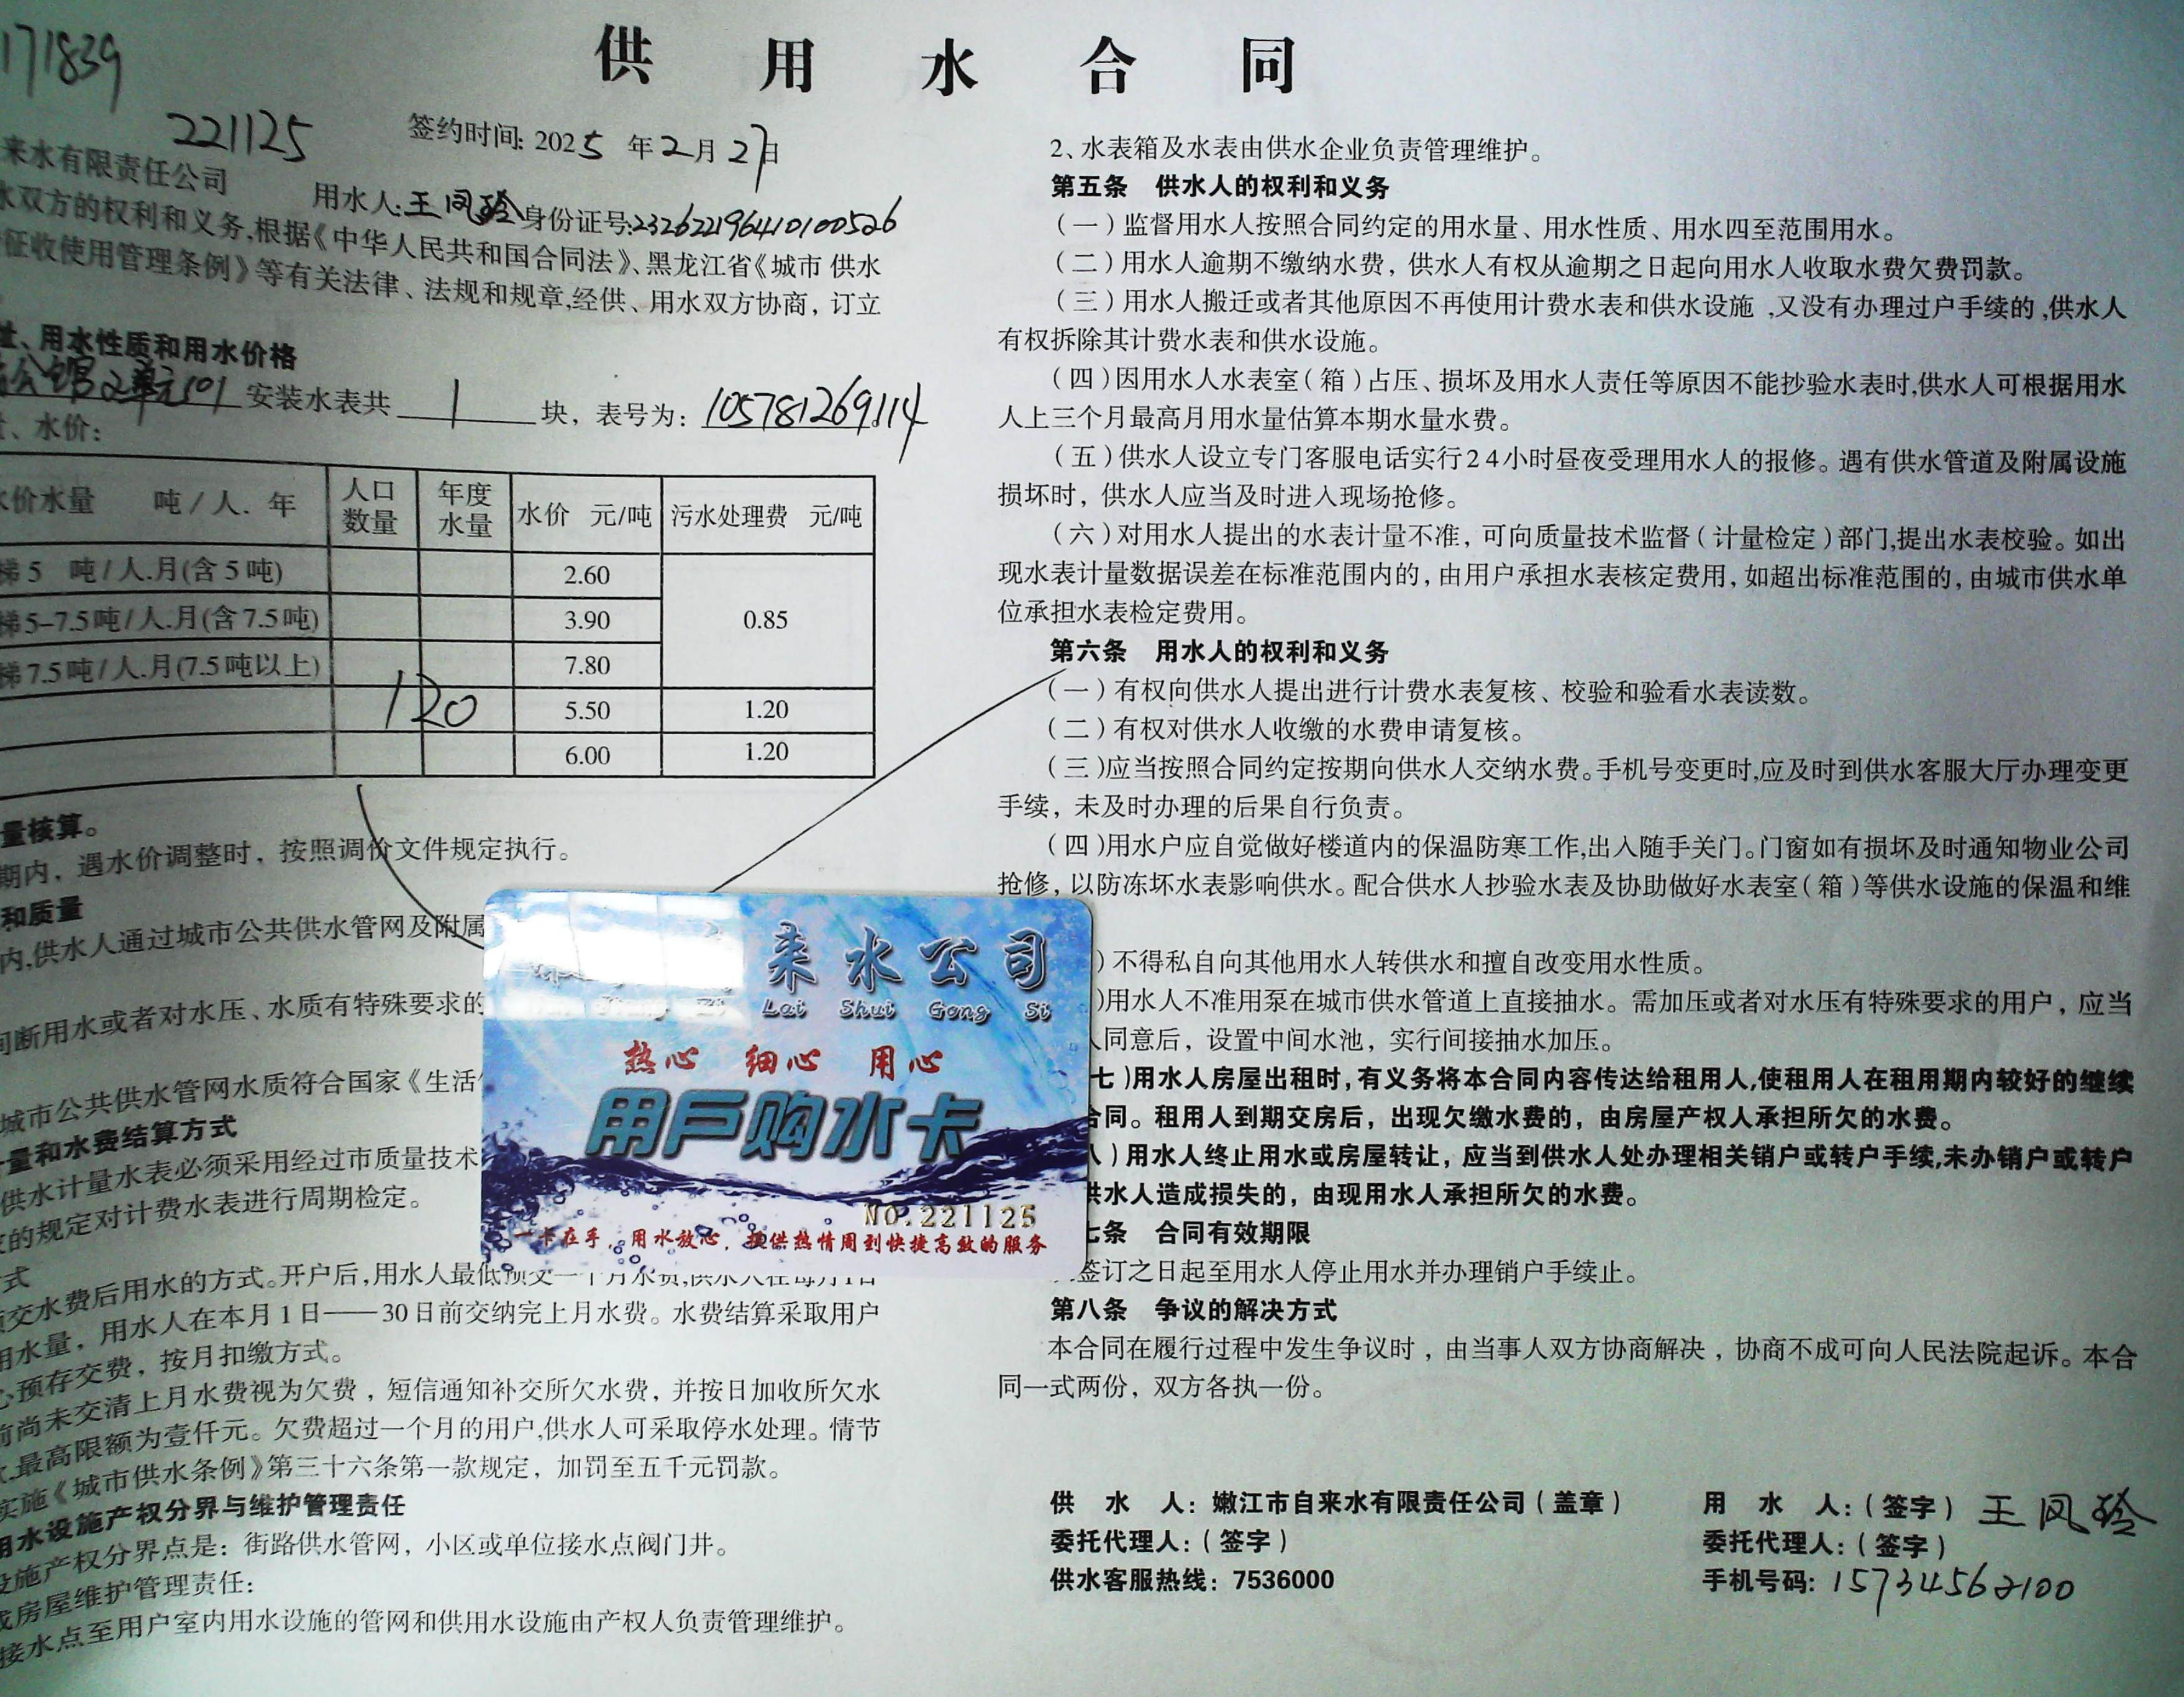 171839
供用水合同
221125
签约时间: 2025年2月27日
来水有限责任公司
用水人:王凤玲身份证号:232622196410100526
水双方的权利和义务,根据《中华人民共和国合同法》、黑龙江省《城市 供水
征收使用管理条例》等有关法律、法规和规章,经供、用水双方协商，订立
、用水性质和用水价格
2单元101 安装水表共 1 块，表号为: 105781269114
、水价:
水价水量 吨/人.年 人口数量 年度水量 水价 元/吨 污水处理费 元/吨
梯5 吨/人.月(含5吨) 2.60 0.85
梯5-7.5吨/人.月(含7.5吨) 3.90
梯7.5吨/人.月(7.5吨以上) 7.80
120 5.50 1.20
6.00 1.20
量核算。
期内，遇水价调整时，按照调价文件规定执行。
和质量
内,供水人通过城市公共供水管网及附属
间断用水或者对水压、水质有特殊要求的
城市公共供水管网水质符合国家《生活
量和水费结算方式
供水计量水表必须采用经过市质量技术
的规定对计费水表进行周期检定。
式
交水费后用水的方式。开户后,用水人最低预交一个月水费,供水人在每月1日
用水量，用水人在本月1日——30日前交纳完上月水费。水费结算采取用户
预存交费，按月扣缴方式。
前尚未交清上月水费视为欠费，短信通知补交所欠水费，并按日加收所欠水
最高限额为壹仟元。欠费超过一个月的用户,供水人可采取停水处理。情节
实施《城市供水条例》第三十六条第一款规定，加罚至五千元罚款。
用水设施产权分界与维护管理责任
设施产权分界点是：街路供水管网，小区或单位接水点阀门井。
或房屋维护管理责任:
接水点至用户室内用水设施的管网和供用水设施由产权人负责管理维护。
2、水表箱及水表由供水企业负责管理维护。
第五条 供水人的权利和义务
(一)监督用水人按照合同约定的用水量、用水性质、用水四至范围用水。
(二)用水人逾期不缴纳水费，供水人有权从逾期之日起向用水人收取水费欠费罚款。
(三)用水人搬迁或者其他原因不再使用计费水表和供水设施,又没有办理过户手续的,供水人
有权拆除其计费水表和供水设施。
(四)因用水人水表室(箱)占压、损坏及用水人责任等原因不能抄验水表时,供水人可根据用水
人上三个月最高月用水量估算本期水量水费。
(五)供水人设立专门客服电话实行24小时昼夜受理用水人的报修。遇有供水管道及附属设施
损坏时，供水人应当及时进入现场抢修。
(六)对用水人提出的水表计量不准，可向质量技术监督(计量检定)部门,提出水表校验。如出
现水表计量数据误差在标准范围内的，由用户承担水表核定费用，如超出标准范围的，由城市供水单
位承担水表检定费用。
第六条 用水人的权利和义务
(一)有权向供水人提出进行计费水表复核、校验和验看水表读数。
(二)有权对供水人收缴的水费申请复核。
(三)应当按照合同约定按期向供水人交纳水费。手机号变更时,应及时到供水客服大厅办理变更
手续，未及时办理的后果自行负责。
(四)用水户应自觉做好楼道内的保温防寒工作,出入随手关门。门窗如有损坏及时通知物业公司
抢修，以防冻坏水表影响供水。配合供水人抄验水表及协助做好水表室(箱)等供水设施的保温和维
)不得私自向其他用水人转供水和擅自改变用水性质。
)用水人不准用泵在城市供水管道上直接抽水。需加压或者对水压有特殊要求的用户，应当
人同意后，设置中间水池，实行间接抽水加压。
七)用水人房屋出租时,有义务将本合同内容传达给租用人,使租用人在租用期内较好的继续
合同。租用人到期交房后，出现欠缴水费的，由房屋产权人承担所欠的水费。
八)用水人终止用水或房屋转让，应当到供水人处办理相关销户或转户手续,未办销户或转户
供水人造成损失的，由现用水人承担所欠的水费。
七条 合同有效期限
签订之日起至用水人停止用水并办理销户手续止。
第八条 争议的解决方式
本合同在履行过程中发生争议时，由当事人双方协商解决，协商不成可向人民法院起诉。本合
同一式两份，双方各执一份。
供 水 人：嫩江市自来水有限责任公司(盖章)
委托代理人：(签字)
供水客服热线：7536000
用 水 人：(签字) 王凤玲
委托代理人：(签字)
手机号码：15734562100
来水公司
Lai Shui Gong Si
热心 细心 用心
用户购水卡
NO.221125
一卡在手，用水放心，提供热情周到快捷高效的服务